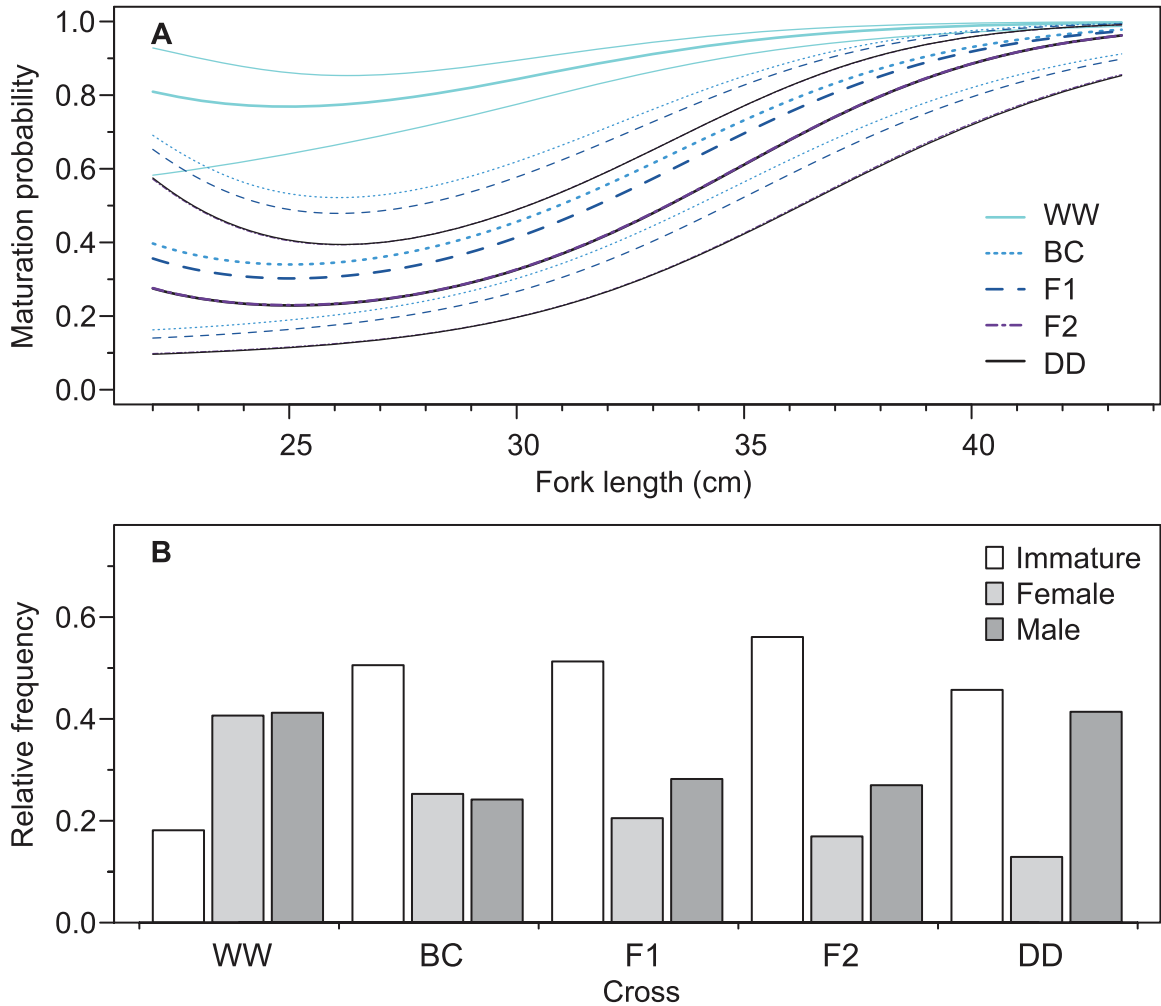 A
1.0
0.8
0.6
0.4
0.2
0.0
Maturation probability
WW
BC
F1
F2
DD
25 30 35 40
Fork length (cm)
B
Immature
Female
Male
0.6
0.4
0.2
0.0
Relative frequency
WW BC F1 F2 DD
Cross